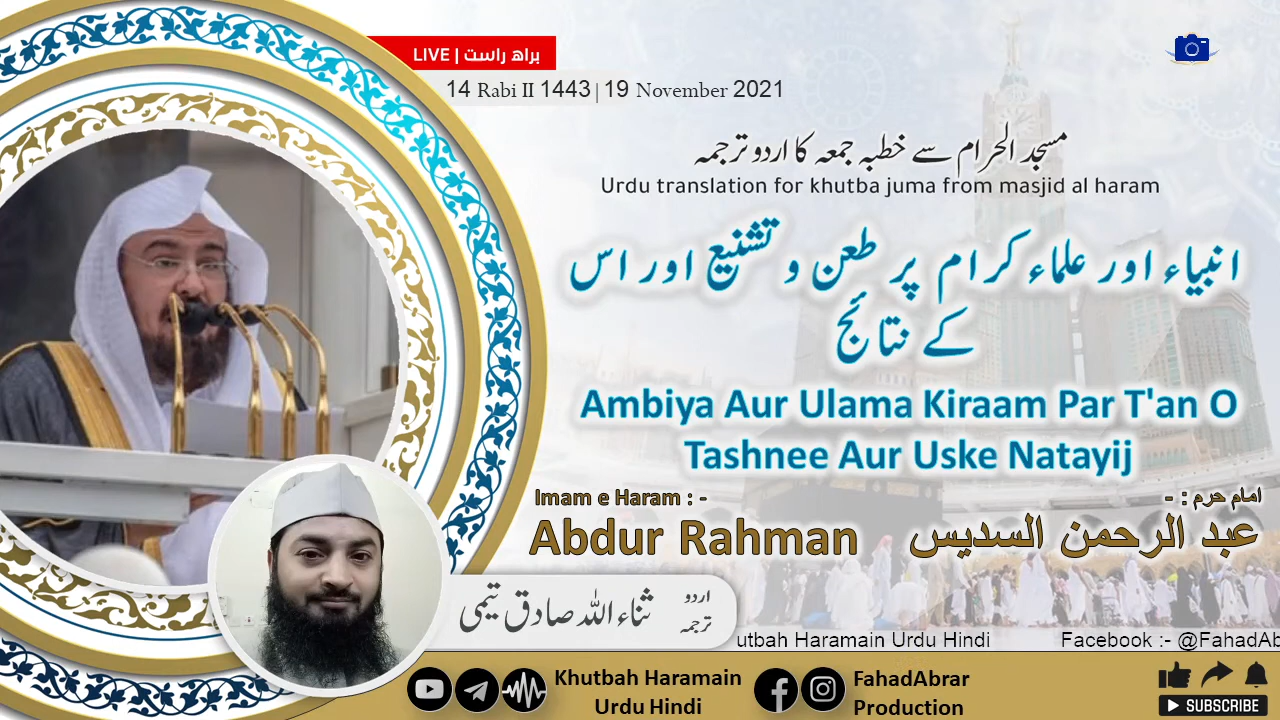 LIVE | براہ راست
14 Rabi II 1443 | 19 November 2021
مسجد الحرام سے خطبہ جمعہ کا اردو ترجمہ
Urdu translation for khutba juma from masjid al haram
انبیاء اور علماء کرام پر طعن و تشنیع اور اس
کے نتائج
Ambiya Aur Ulama Kiraam Par T'an O
Tashnee Aur Uske Natayij
Imam e Haram : -
امام حرم : -
Abdur Rahman
عبد الرحمن السديس
اردو
ترجمہ
ثناء اللہ صادق تیمی
utbah Haramain Urdu Hindi
Facebook :- @FahadAb
Khutbah Haramain
Urdu Hindi
FahadAbrar
Production
SUBSCRIBE